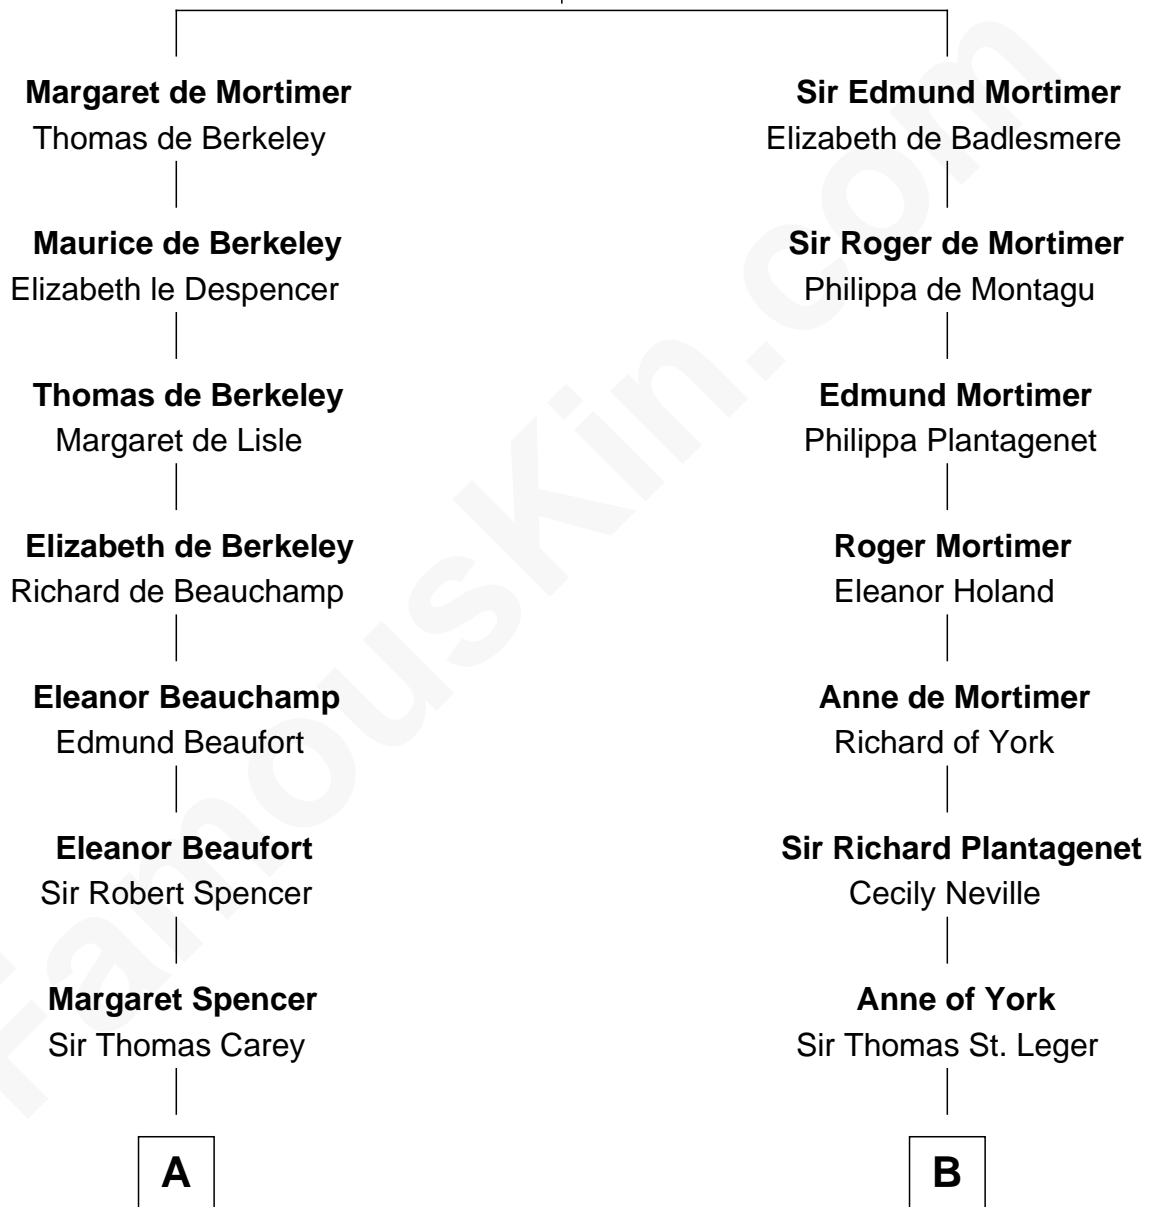 Margaret de Mortimer
Thomas de Berkeley
Sir Edmund Mortimer
Elizabeth de Badlesmere
Maurice de Berkeley
Elizabeth le Despencer
Sir Roger de Mortimer
Philippa de Montagu
Thomas de Berkeley
Margaret de Lisle
Edmund Mortimer
Philippa Plantagenet
Elizabeth de Berkeley
Richard de Beauchamp
Roger Mortimer
Eleanor Holand
Eleanor Beauchamp
Edmund Beaufort
Anne de Mortimer
Richard of York
Eleanor Beaufort
Sir Robert Spencer
Sir Richard Plantagenet
Cecily Neville
Margaret Spencer
Sir Thomas Carey
Anne of York
Sir Thomas St. Leger
A
B
FamousKin.com